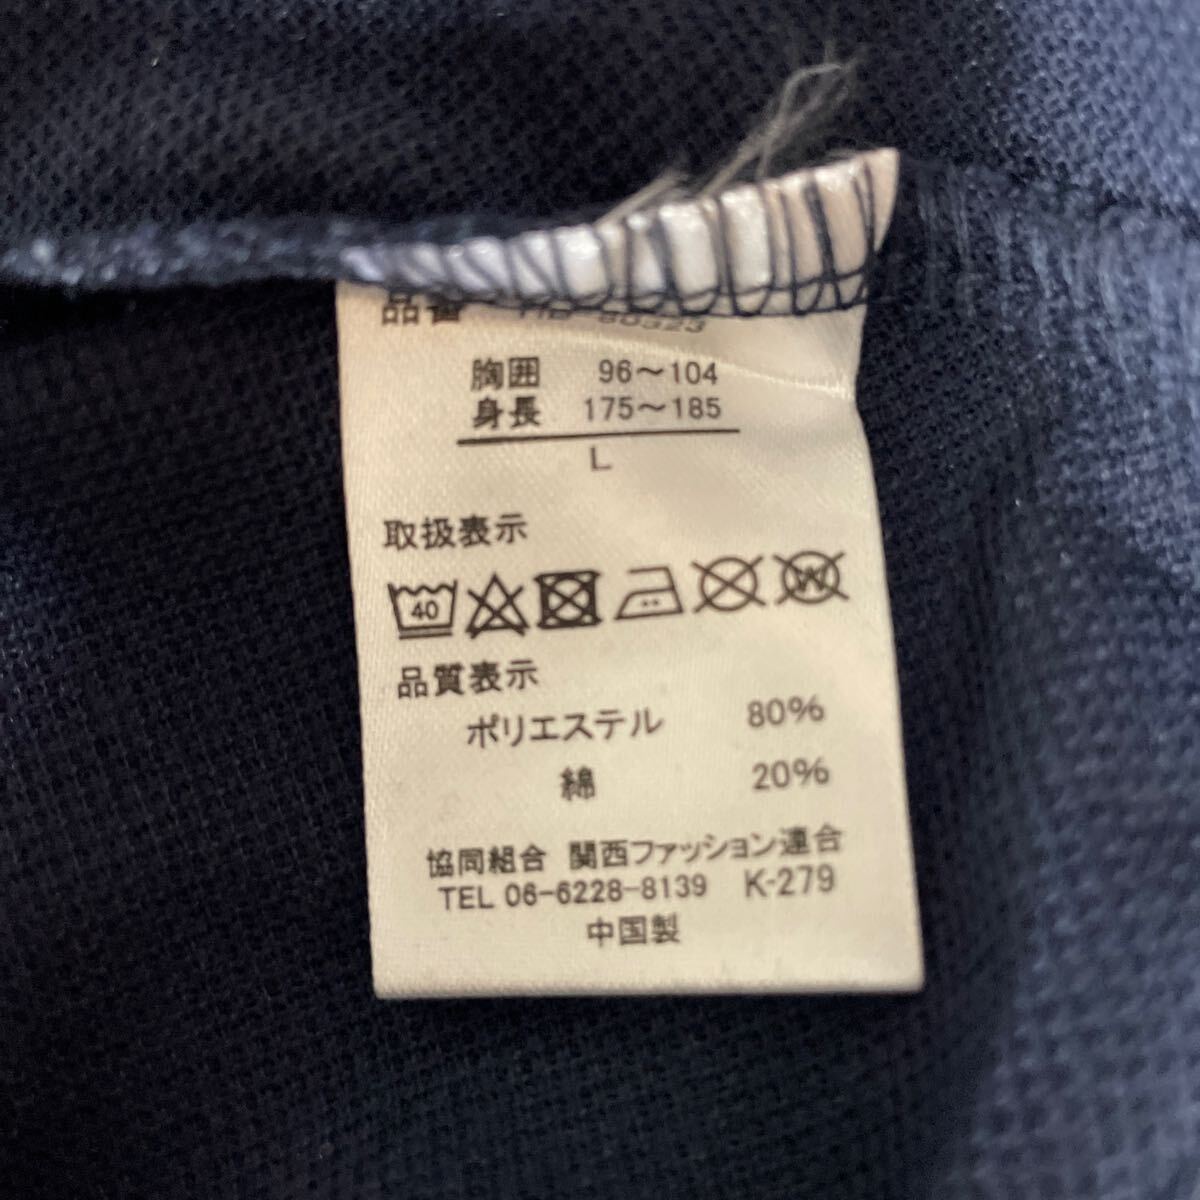 品番 80323
胸囲 96～104
身長 175～185
L
取扱表示
40 W
品質表示
ポリエステル 80%
綿 20%
協同組合 関西ファッション連合
TEL 06-6228-8139 K-279
中国製